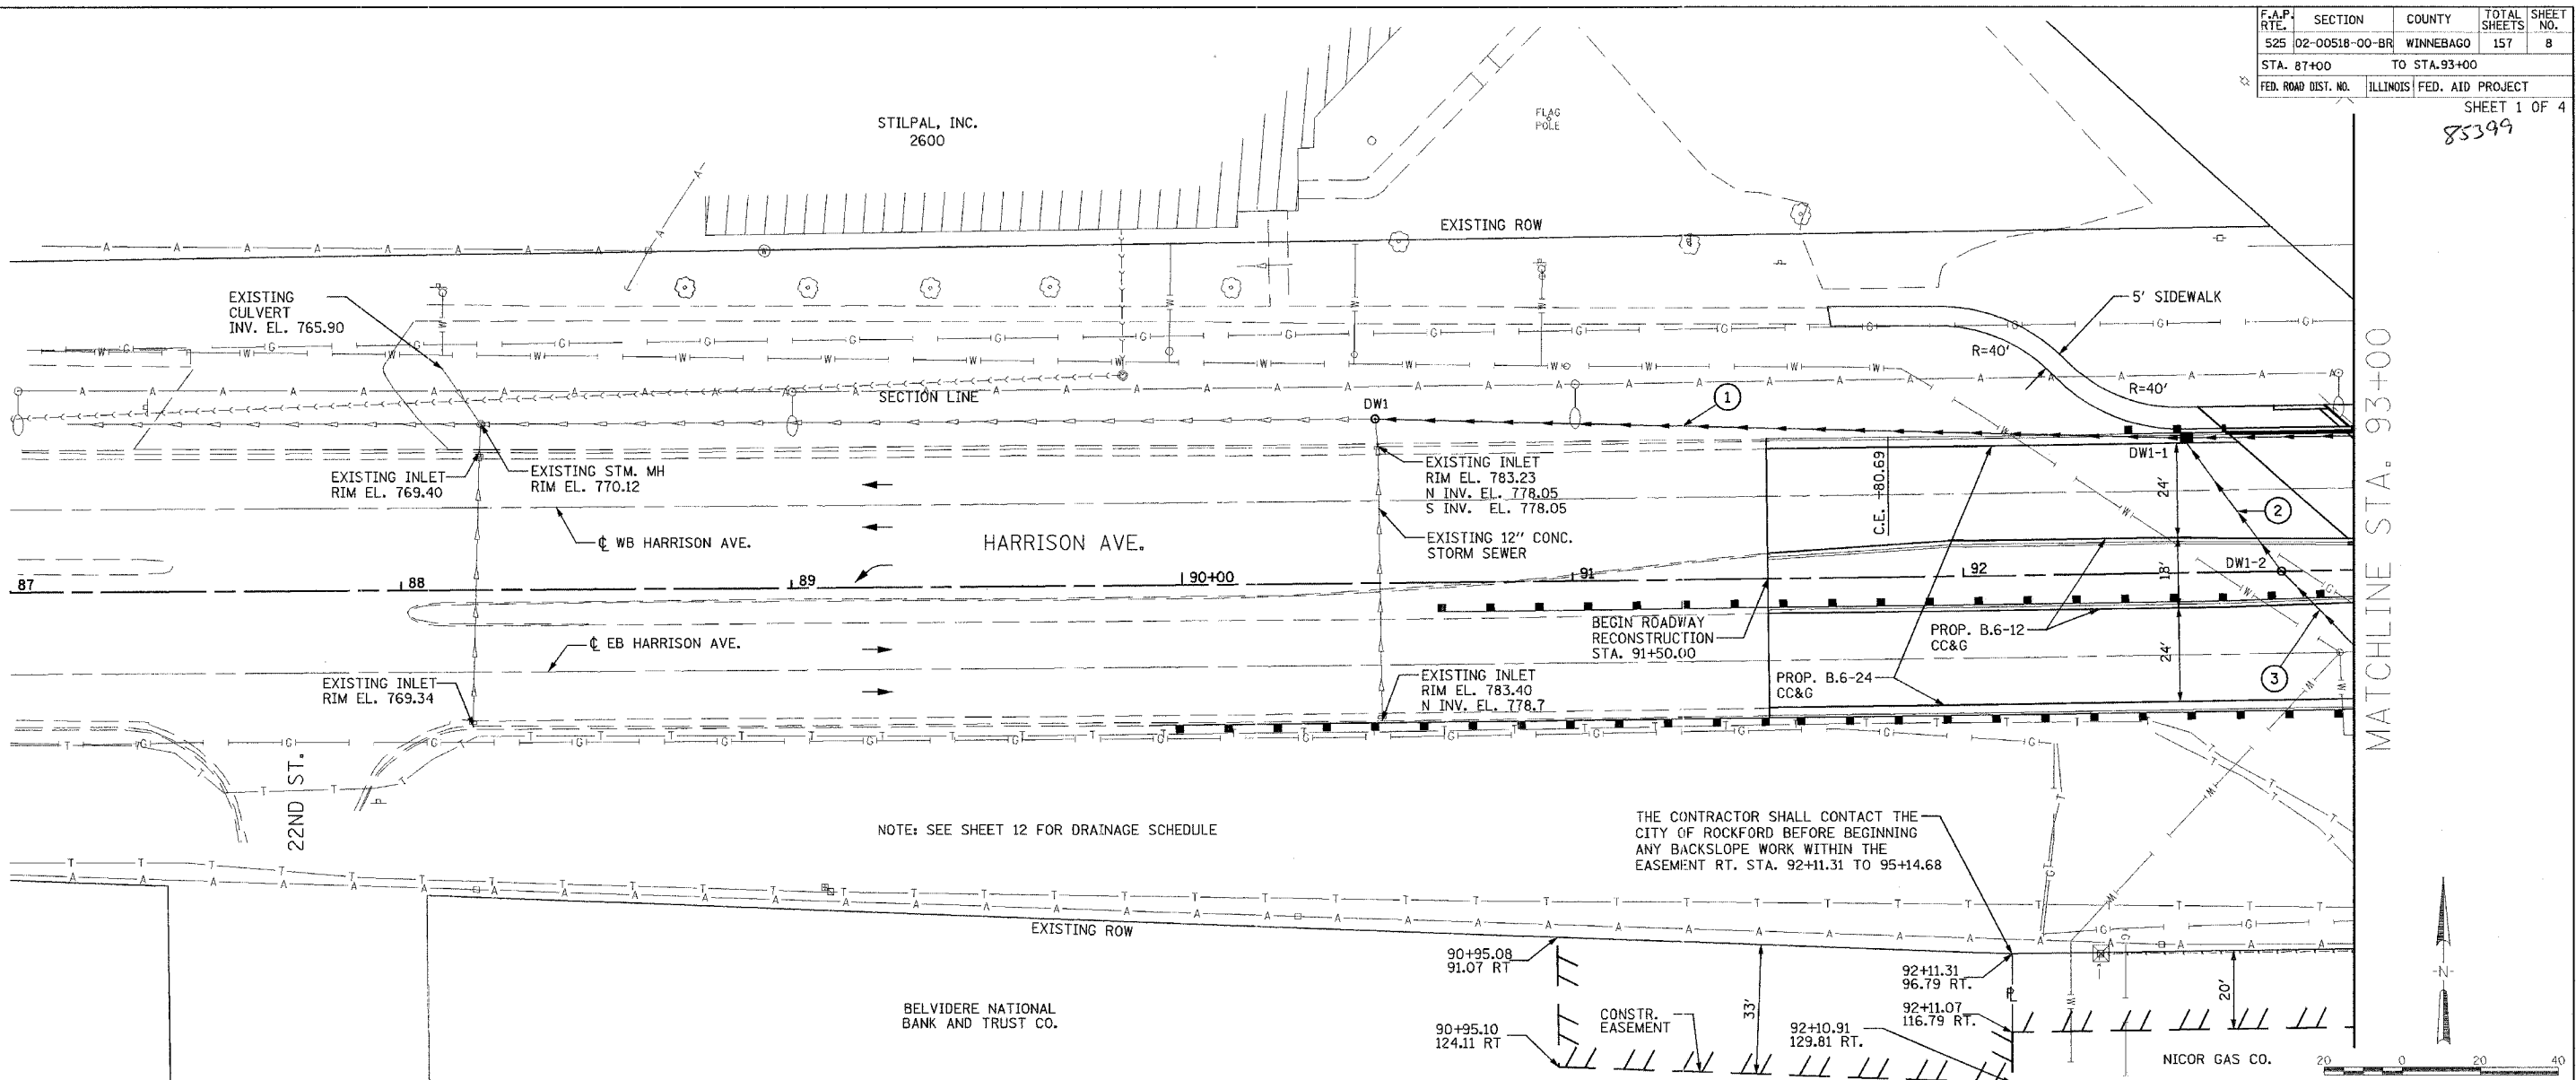 F.A.P. RTE. SECTION COUNTY TOTAL SHEETS SHEET NO.
525 02-00518-00-BR WINNEBAGO 157 8
STA. 87+00 TO STA.93+00
FED. ROAD DIST. NO. ILLINOIS FED. AID PROJECT
SHEET 1 OF 4
85399
STILPAL, INC.
2600
FLAG
POLE
EXISTING ROW
EXISTING
CULVERT
INV. EL. 765.90
5' SIDEWALK
R=40'
R=40'
SECTION LINE
DW1
1
EXISTING INLET
RIM EL. 769.40
EXISTING STM. MH
RIM EL. 770.12
EXISTING INLET
RIM EL. 783.23
N INV. EL. 778.05
S INV. EL. 778.05
C.E. +80.69
DW1-1
24'
2
℄ WB HARRISON AVE.
HARRISON AVE.
EXISTING 12" CONC.
STORM SEWER
MATCHLINE STA. 93+00
87
88
89
90+00
91
92
18'
DW1-2
℄ EB HARRISON AVE.
BEGIN ROADWAY
RECONSTRUCTION
STA. 91+50.00
PROP. B.6-12
CC&G
24'
EXISTING INLET
RIM EL. 769.34
EXISTING INLET
RIM EL. 783.40
N INV. EL. 778.7
PROP. B.6-24
CC&G
3
22ND ST.
NOTE: SEE SHEET 12 FOR DRAINAGE SCHEDULE
THE CONTRACTOR SHALL CONTACT THE
CITY OF ROCKFORD BEFORE BEGINNING
ANY BACKSLOPE WORK WITHIN THE
EASEMENT RT. STA. 92+11.31 TO 95+14.68
EXISTING ROW
90+95.08
91.07 RT
92+11.31
96.79 RT.
-N-
BELVIDERE NATIONAL
BANK AND TRUST CO.
33'
20'
CONSTR.
EASEMENT
92+11.07
116.79 RT.
90+95.10
124.11 RT
92+10.91
129.81 RT.
NICOR GAS CO.
20 0 20 40